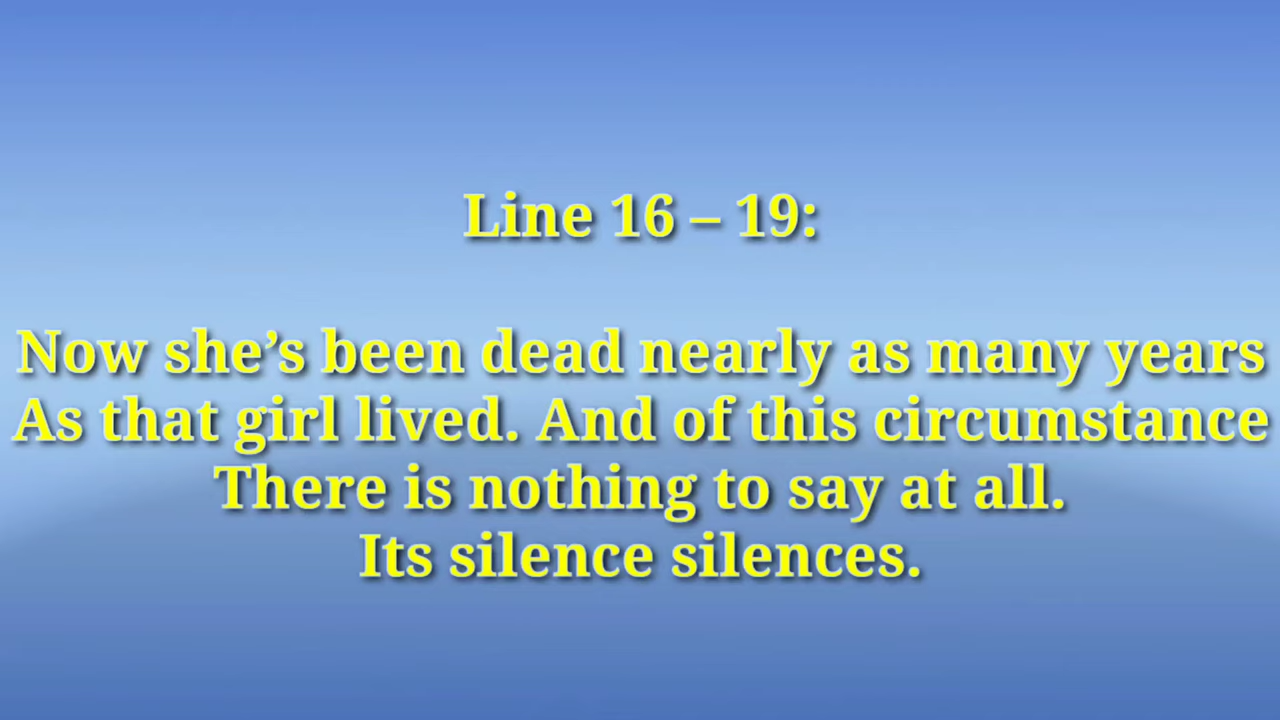 Line 16 – 19:
Now she’s been dead nearly as many years
As that girl lived. And of this circumstance
There is nothing to say at all.
Its silence silences.